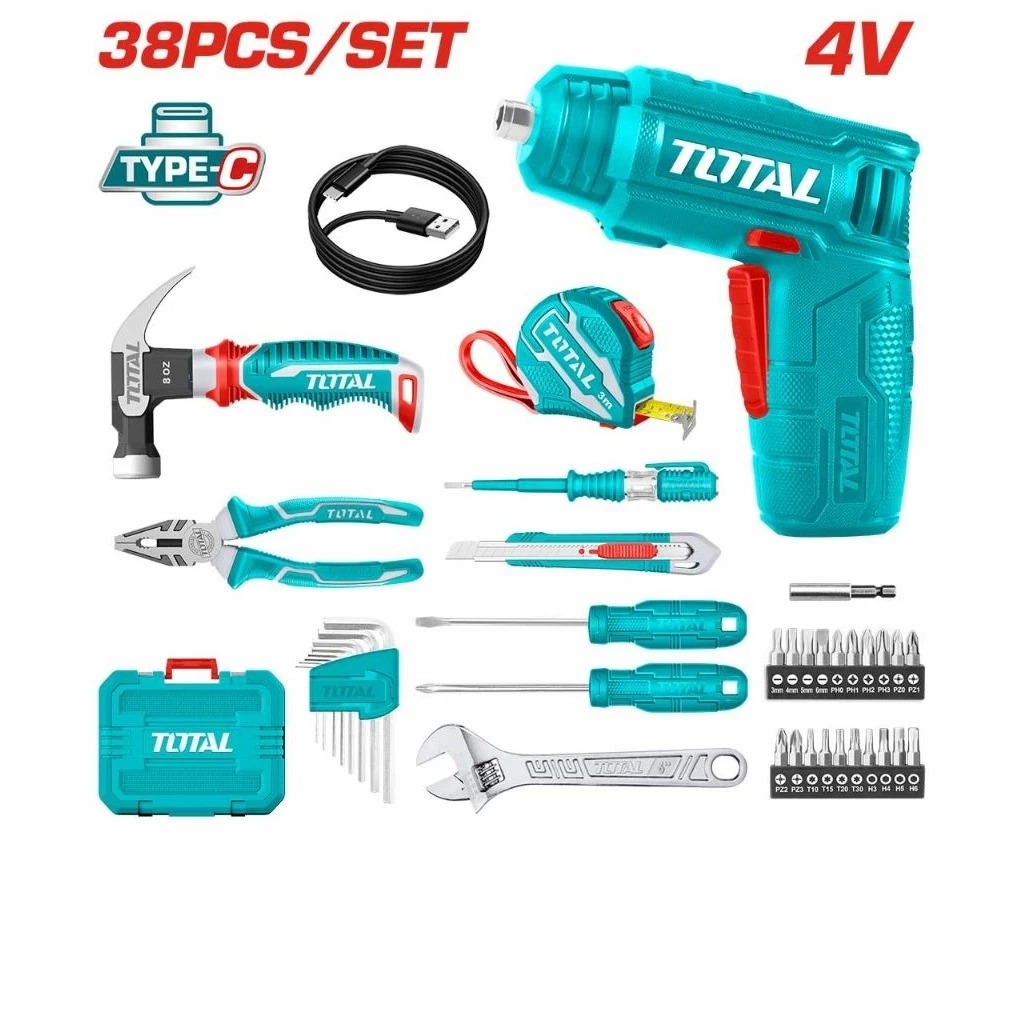 38PCS/SET
4V
TYPE-C
TOTAL
TOTAL
8 OZ
TOTAL
TOTAL
3m
TOTAL
TOTAL
TOTAL
TOTAL
TOTAL
TOTAL 6"
3mm 4mm 5mm 6mm PH0 PH1 PH2 PH3 PZ0 PZ1
PZ2 PZ3 T10 T15 T20 T30 H3 H4 H5 H6